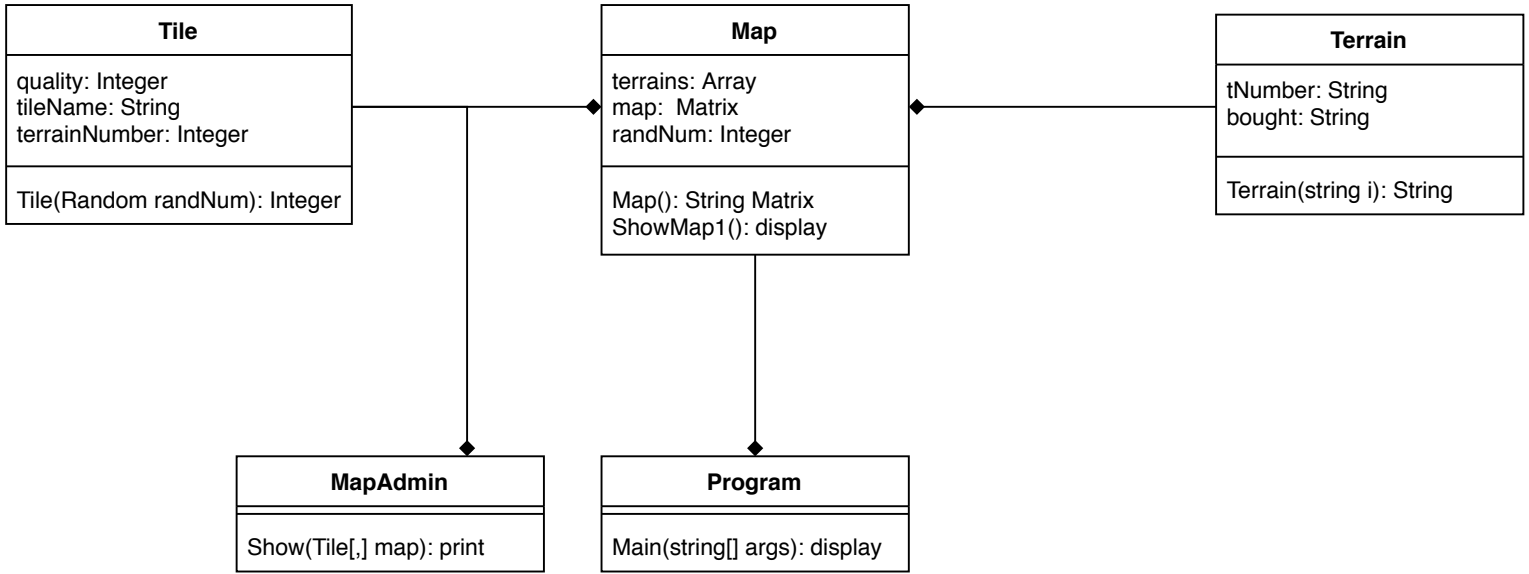 Tile
quality: Integer
tileName: String
terrainNumber: Integer
Tile(Random randNum): Integer
Map
terrains: Array
map:  Matrix
randNum: Integer
Map(): String Matrix
ShowMap1(): display
Terrain
tNumber: String
bought: String
Terrain(string i): String
MapAdmin
Show(Tile[,] map): print
Program
Main(string[] args): display